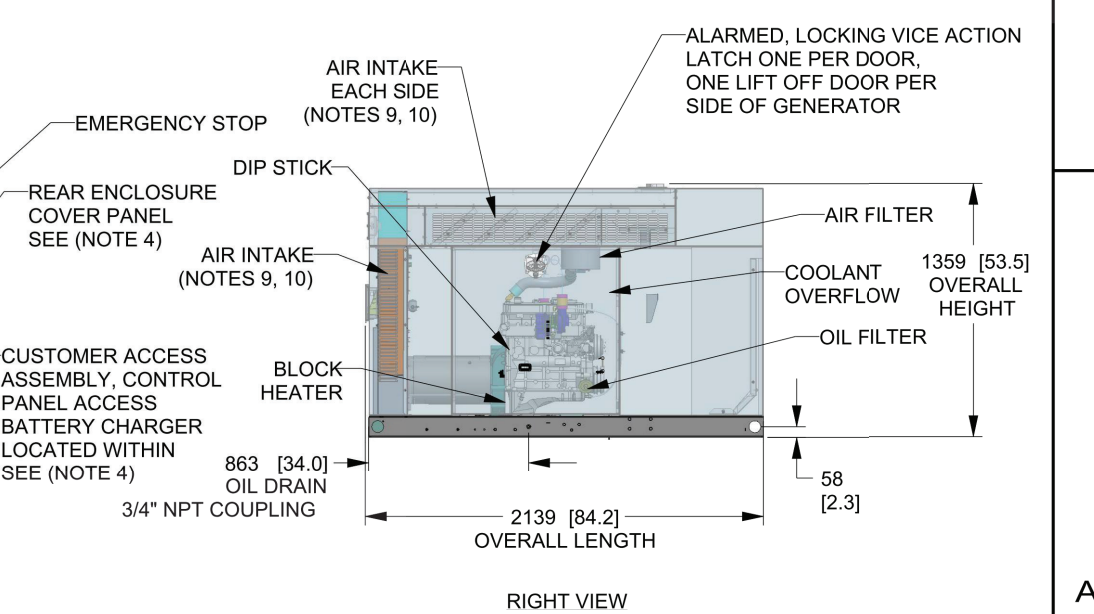 ALARMED, LOCKING VICE ACTION
LATCH ONE PER DOOR,
ONE LIFT OFF DOOR PER
SIDE OF GENERATOR
AIR INTAKE
EACH SIDE
(NOTES 9, 10)
EMERGENCY STOP
DIP STICK
REAR ENCLOSURE
COVER PANEL
SEE (NOTE 4)
AIR FILTER
AIR INTAKE
(NOTES 9, 10)
COOLANT
OVERFLOW
1359 [53.5]
OVERALL
HEIGHT
OIL FILTER
CUSTOMER ACCESS
ASSEMBLY, CONTROL
PANEL ACCESS
BATTERY CHARGER
LOCATED WITHIN
SEE (NOTE 4)
BLOCK
HEATER
863 [34.0]
OIL DRAIN
3/4" NPT COUPLING
58
[2.3]
2139 [84.2]
OVERALL LENGTH
RIGHT VIEW
A